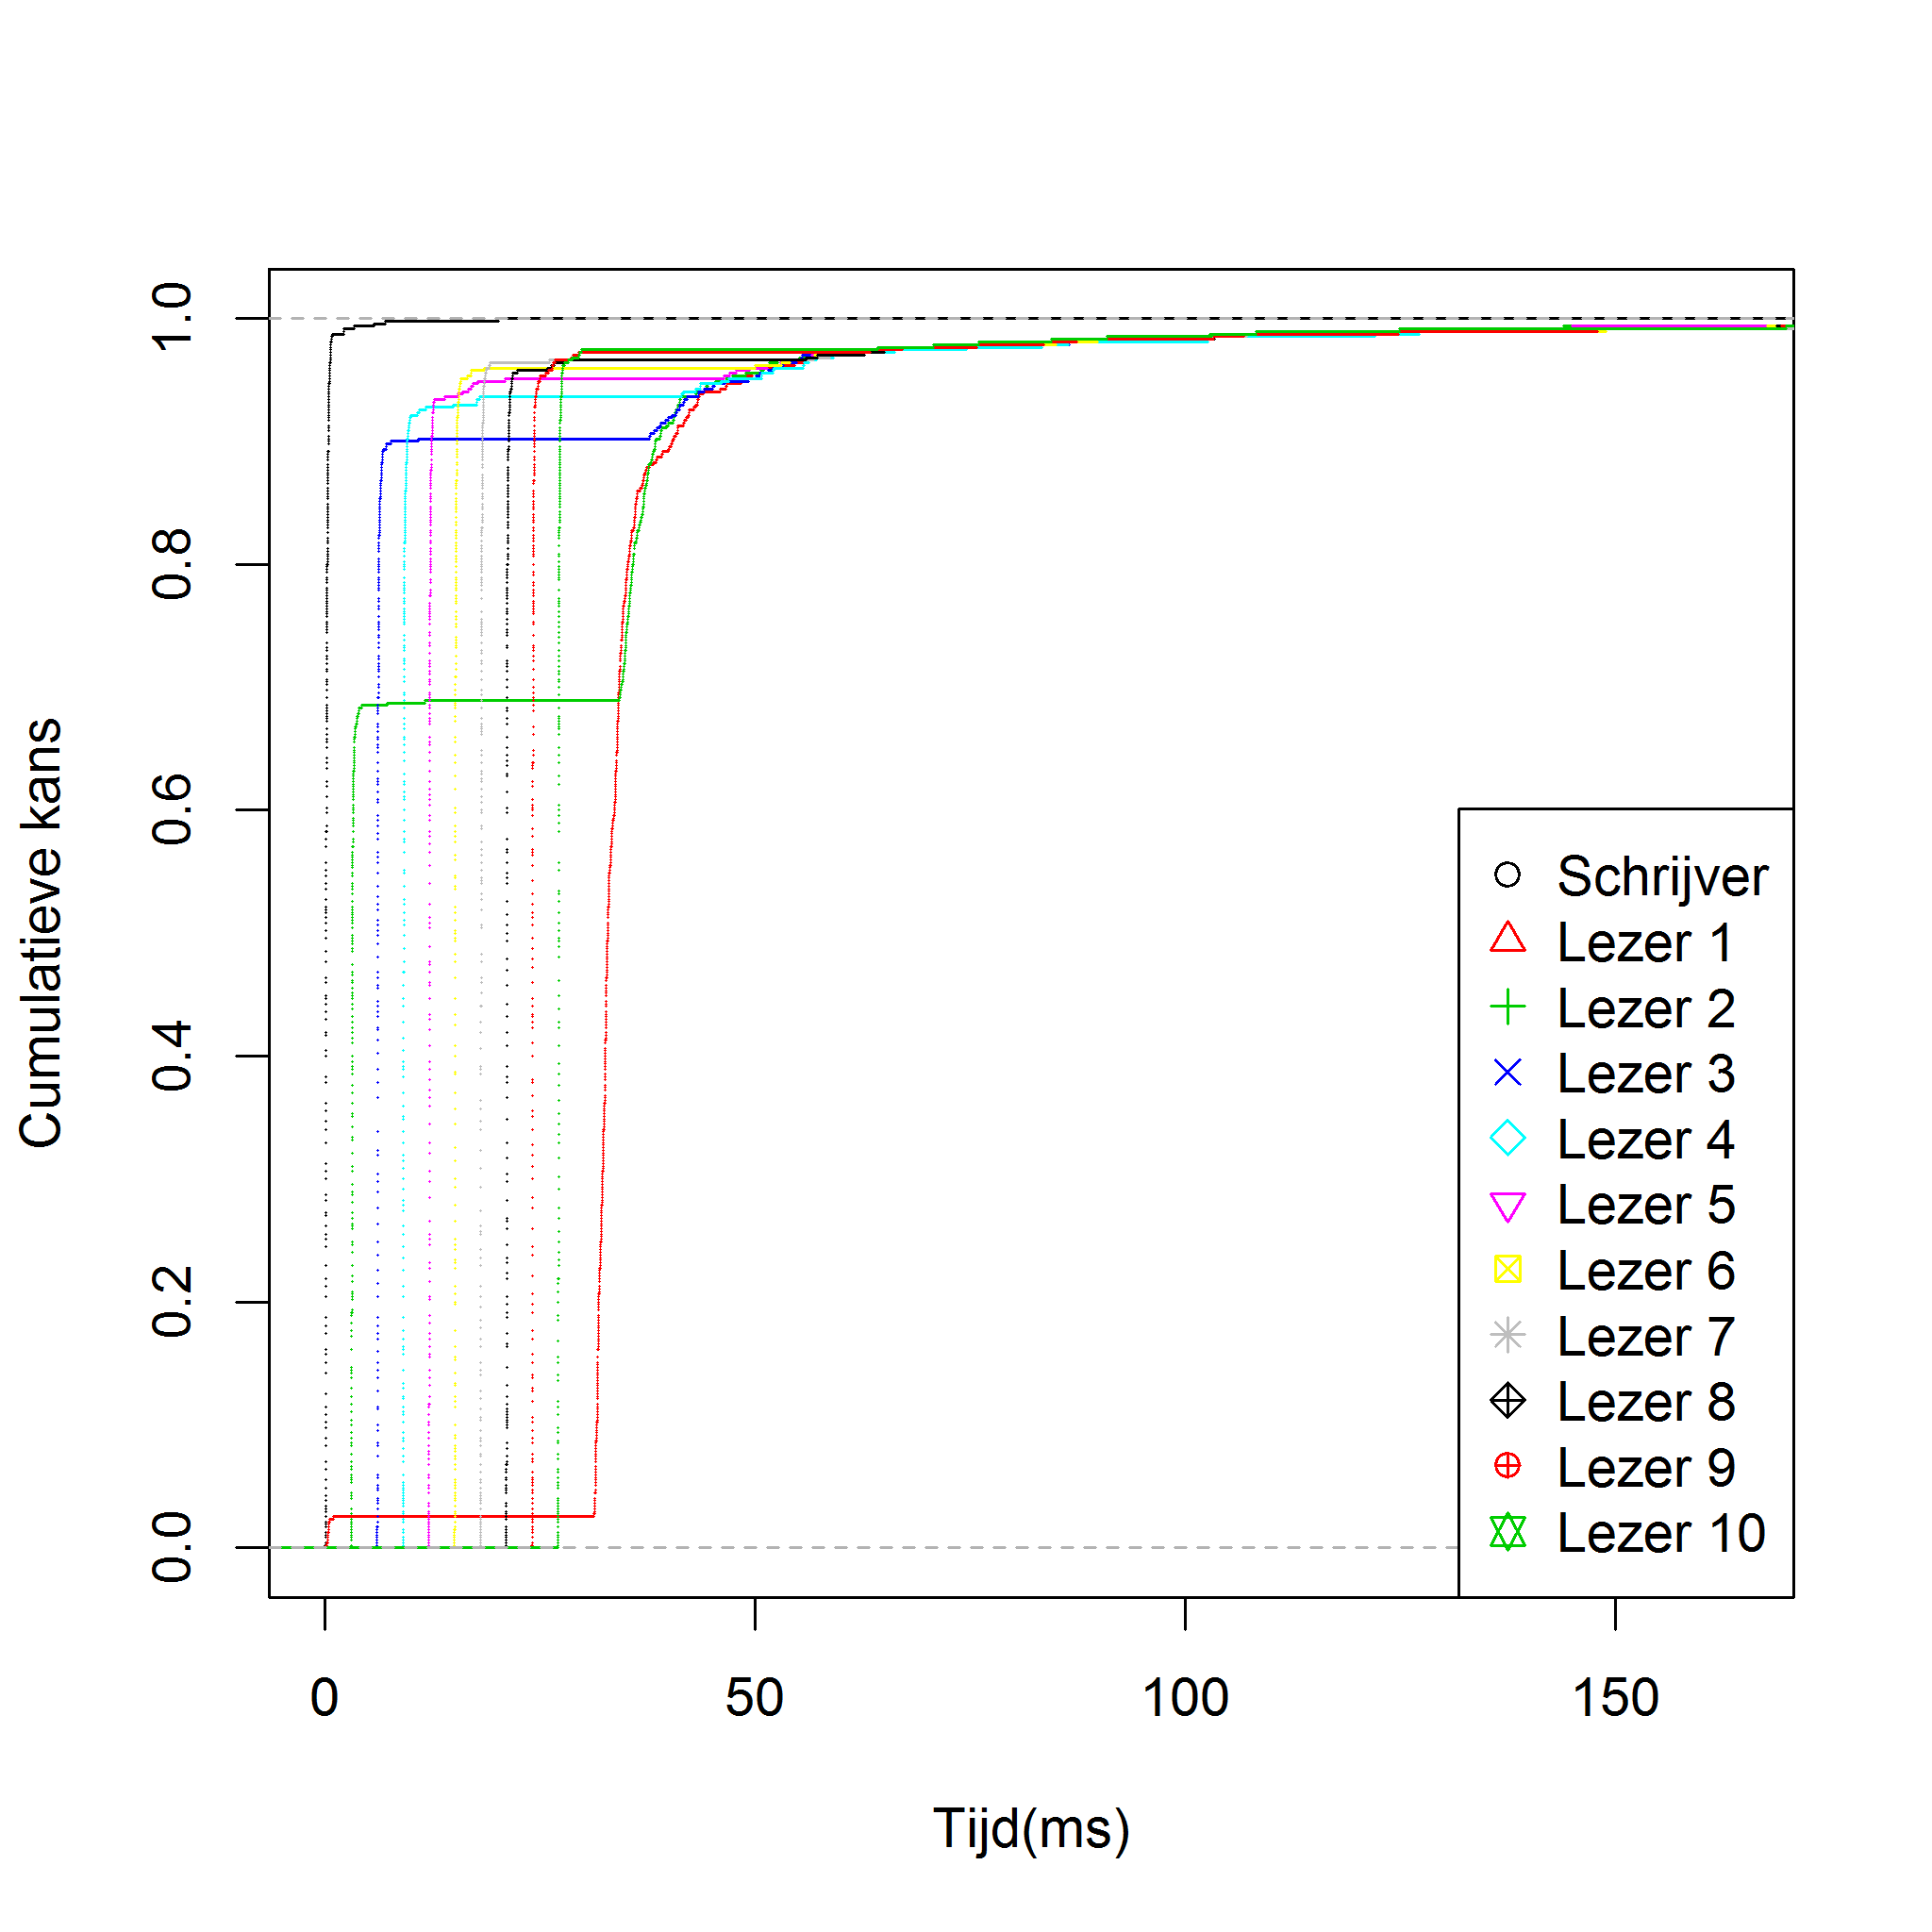 Cumulatieve kans
1.0
0.8
0.6
0.4
0.2
0.0
0 50 100 150
Tijd(ms)
Schrijver
Lezer 1
Lezer 2
Lezer 3
Lezer 4
Lezer 5
Lezer 6
Lezer 7
Lezer 8
Lezer 9
Lezer 10